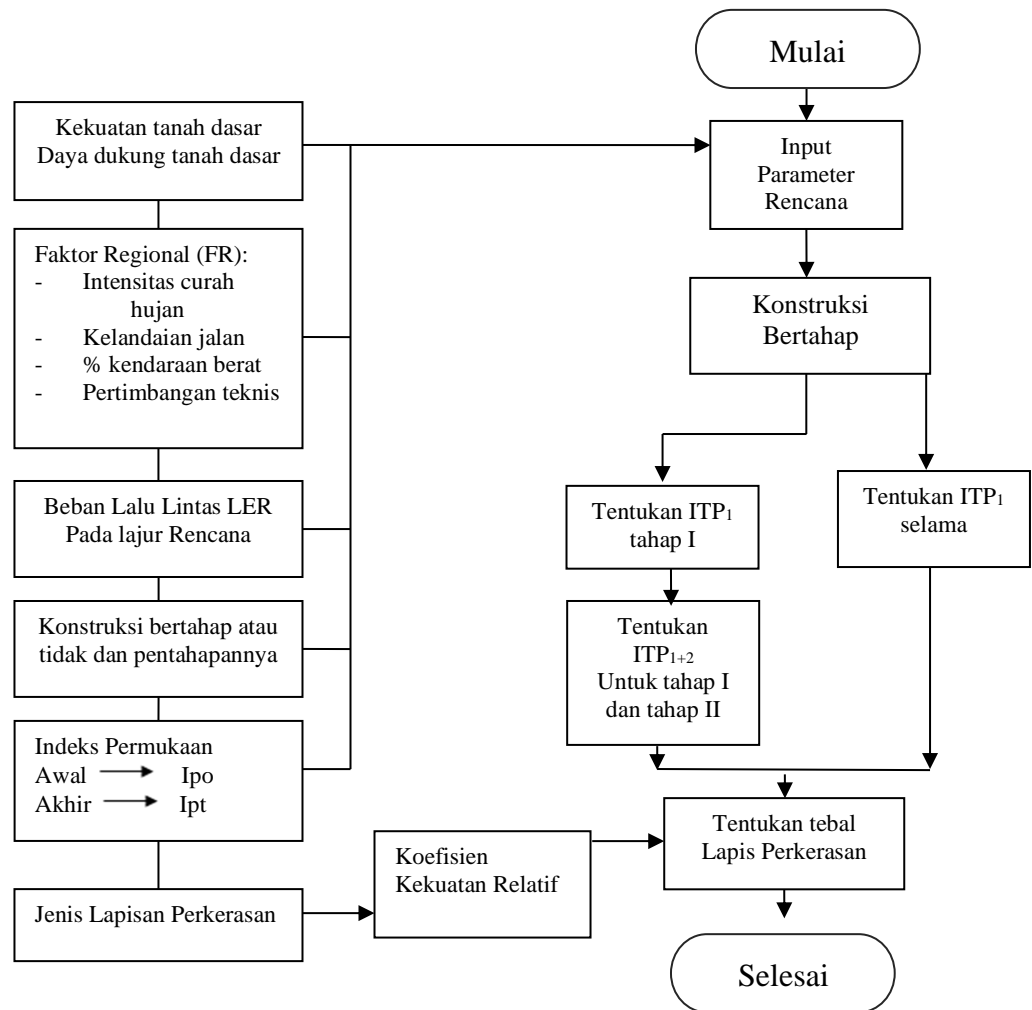 Mulai
Kekuatan tanah dasar
Daya dukung tanah dasar
Input
Parameter
Rencana
Faktor Regional (FR):
- Intensitas curah
hujan
- Kelandaian jalan
- % kendaraan berat
- Pertimbangan teknis
Konstruksi
Bertahap
Beban Lalu Lintas LER
Pada lajur Rencana
Tentukan ITP₁
tahap I
Tentukan ITP₁
selama
Konstruksi bertahap atau
tidak dan pentahapannya
Tentukan
ITP₁₊₂
Untuk tahap I
dan tahap II
Indeks Permukaan
Awal → Ipo
Akhir → Ipt
Tentukan tebal
Lapis Perkerasan
Koefisien
Kekuatan Relatif
Jenis Lapisan Perkerasan
Selesai